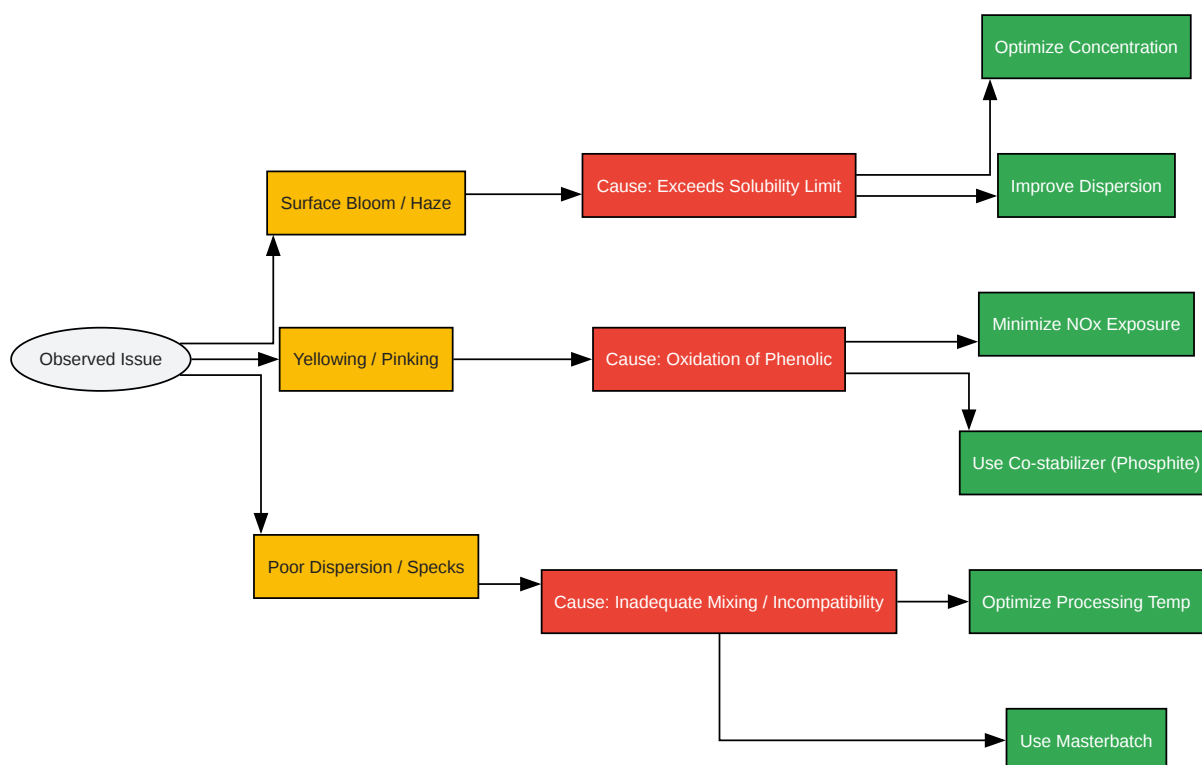 Optimize Concentration
Cause: Exceeds Solubility Limit
Improve Dispersion
Surface Bloom / Haze
Minimize NOx Exposure
Observed Issue
Yellowing / Pinking
Cause: Oxidation of Phenolic
Use Co-stabilizer (Phosphite)
Poor Dispersion / Specks
Cause: Inadequate Mixing / Incompatibility
Optimize Processing Temp
Use Masterbatch